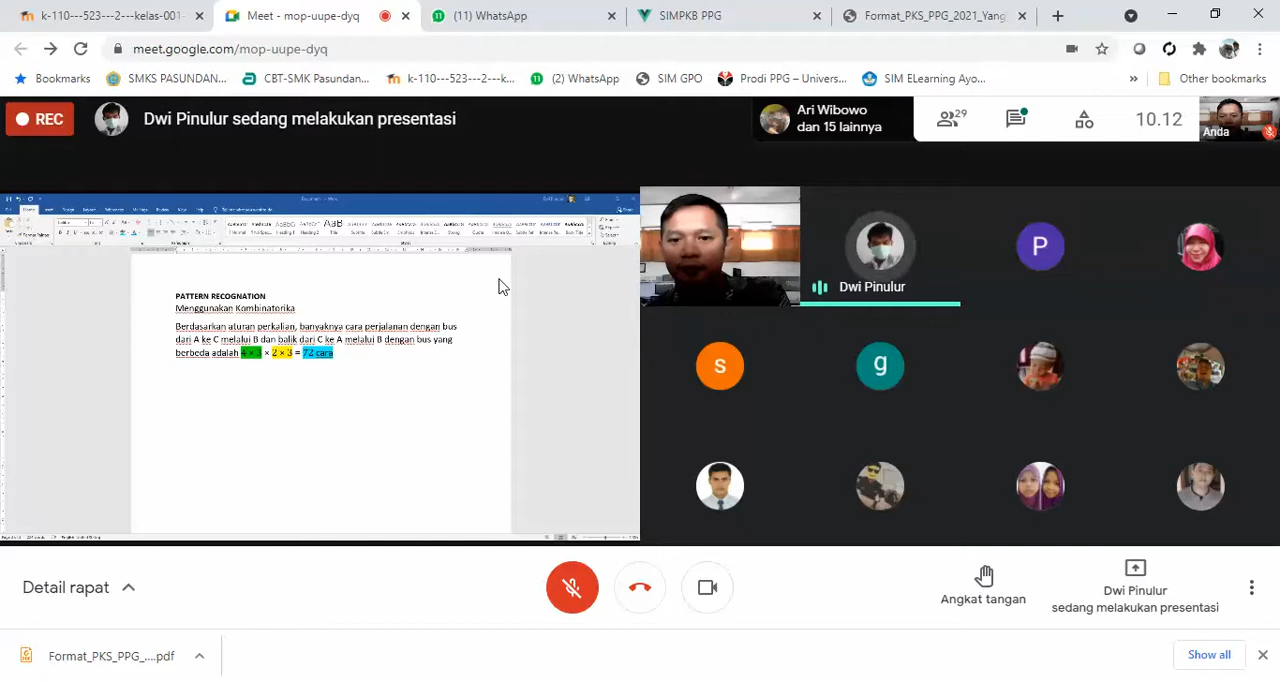 k-110---523---2---kelas-001-
Meet - mop-uupe-dyq
(11) WhatsApp
SIMPKB PPG
Format_PKS_PPG_2021_Yang
meet.google.com/mop-uupe-dyq
Bookmarks
SMKS PASUNDAN...
CBT-SMK Pasundan...
k-110---523---2---k...
(2) WhatsApp
SIM GPO
Prodi PPG – Univers...
SIM ELearning Ayo...
Other bookmarks
REC
Dwi Pinulur sedang melakukan presentasi
Ari Wibowo
dan 15 lainnya
29
10.12
Anda
PATTERN RECOGNATION
Menggunakan Kombinatorika
Berdasarkan aturan perkalian, banyaknya cara perjalanan dengan bus
dari A ke C melalui B dan balik dari C ke A melalui B dengan bus yang
berbeda adalah 4 × 3 × 2 × 3 = 72 cara
Dwi Pinulur
P
s
g
Detail rapat
Angkat tangan
Dwi Pinulur
sedang melakukan presentasi
Format_PKS_PPG_....pdf
Show all